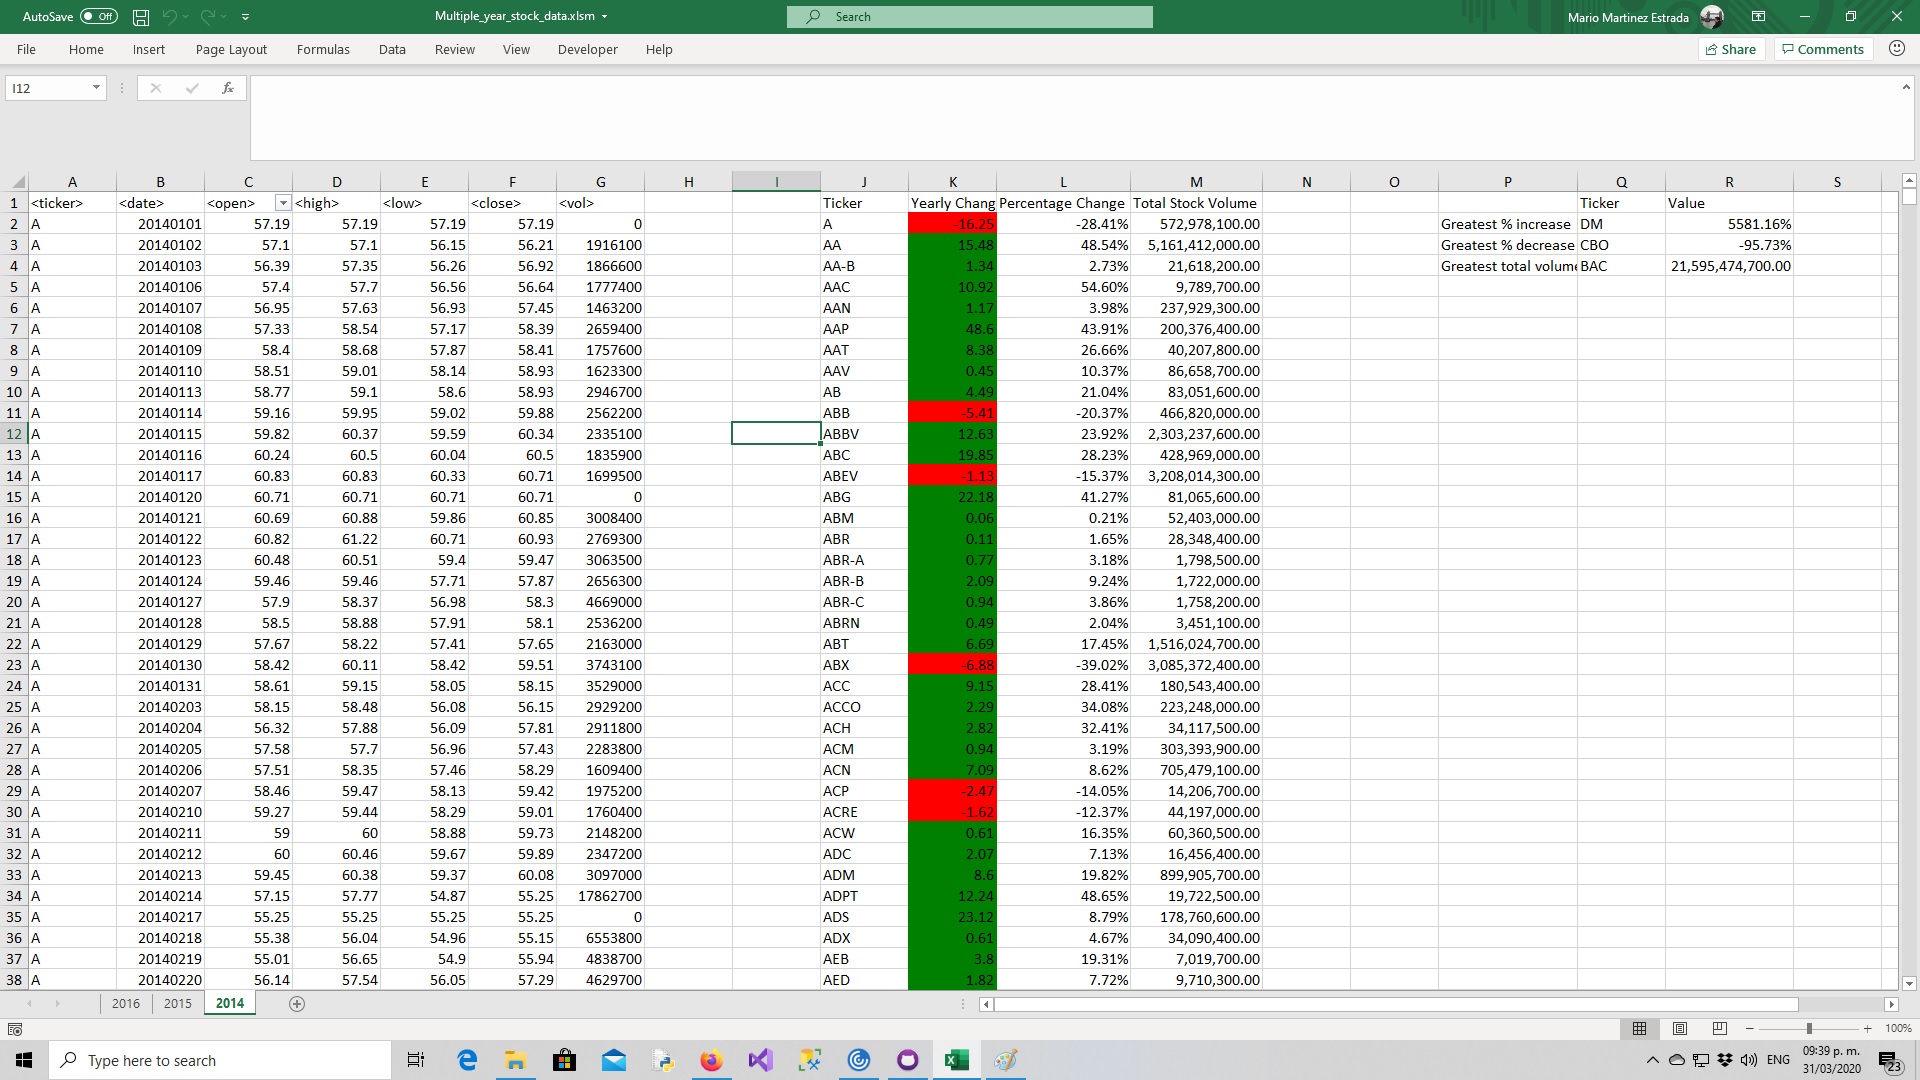 AutoSave Off Multiple_year_stock_data.xlsm Search Mario Martinez Estrada
File Home Insert Page Layout Formulas Data Review View Developer Help Share Comments
I12 fx
A B C D E F G H I J K L M N O P Q R S
1 <ticker> <date> <open> <high> <low> <close> <vol> Ticker Yearly Chang Percentage Change Total Stock Volume Ticker Value
2 A 20140101 57.19 57.19 57.19 57.19 0 A -16.25 -28.41% 572,978,100.00 Greatest % increase DM 5581.16%
3 A 20140102 57.1 57.1 56.15 56.21 1916100 AA 15.48 48.54% 5,161,412,000.00 Greatest % decrease CBO -95.73%
4 A 20140103 56.39 57.35 56.26 56.92 1866600 AA-B 1.34 2.73% 21,618,200.00 Greatest total volume BAC 21,595,474,700.00
5 A 20140106 57.4 57.7 56.56 56.64 1777400 AAC 10.92 54.60% 9,789,700.00
6 A 20140107 56.95 57.63 56.93 57.45 1463200 AAN 1.17 3.98% 237,929,300.00
7 A 20140108 57.33 58.54 57.17 58.39 2659400 AAP 48.6 43.91% 200,376,400.00
8 A 20140109 58.4 58.68 57.87 58.41 1757600 AAT 8.38 26.66% 40,207,800.00
9 A 20140110 58.51 59.01 58.14 58.93 1623300 AAV 0.45 10.37% 86,658,700.00
10 A 20140113 58.77 59.1 58.6 58.93 2946700 AB 4.49 21.04% 83,051,600.00
11 A 20140114 59.16 59.95 59.02 59.88 2562200 ABB -5.41 -20.37% 466,820,000.00
12 A 20140115 59.82 60.37 59.59 60.34 2335100 ABBV 12.63 23.92% 2,303,237,600.00
13 A 20140116 60.24 60.5 60.04 60.5 1835900 ABC 19.85 28.23% 428,969,000.00
14 A 20140117 60.83 60.83 60.33 60.71 1699500 ABEV -1.13 -15.37% 3,208,014,300.00
15 A 20140120 60.71 60.71 60.71 60.71 0 ABG 22.18 41.27% 81,065,600.00
16 A 20140121 60.69 60.88 59.86 60.85 3008400 ABM 0.06 0.21% 52,403,000.00
17 A 20140122 60.82 61.22 60.71 60.93 2769300 ABR 0.11 1.65% 28,348,400.00
18 A 20140123 60.48 60.51 59.4 59.47 3063500 ABR-A 0.77 3.18% 1,798,500.00
19 A 20140124 59.46 59.46 57.71 57.87 2656300 ABR-B 2.09 9.24% 1,722,000.00
20 A 20140127 57.9 58.37 56.98 58.3 4669000 ABR-C 0.94 3.86% 1,758,200.00
21 A 20140128 58.5 58.88 57.91 58.1 2536200 ABRN 0.49 2.04% 3,451,100.00
22 A 20140129 57.67 58.22 57.41 57.65 2163000 ABT 6.69 17.45% 1,516,024,700.00
23 A 20140130 58.42 60.11 58.42 59.51 3743100 ABX -6.88 -39.02% 3,085,372,400.00
24 A 20140131 58.61 59.15 58.05 58.15 3529000 ACC 9.15 28.41% 180,543,400.00
25 A 20140203 58.15 58.48 56.08 56.15 2929200 ACCO 2.29 34.08% 223,248,000.00
26 A 20140204 56.32 57.88 56.09 57.81 2911800 ACH 2.82 32.41% 34,117,500.00
27 A 20140205 57.58 57.7 56.96 57.43 2283800 ACM 0.94 3.19% 303,393,900.00
28 A 20140206 57.51 58.35 57.46 58.29 1609400 ACN 7.09 8.62% 705,479,100.00
29 A 20140207 58.46 59.47 58.13 59.42 1975200 ACP -2.47 -14.05% 14,206,700.00
30 A 20140210 59.27 59.44 58.29 59.01 1760400 ACRE -1.62 -12.37% 44,197,000.00
31 A 20140211 59 60 58.88 59.73 2148200 ACW 0.61 16.35% 60,360,500.00
32 A 20140212 60 60.46 59.67 59.89 2347200 ADC 2.07 7.13% 16,456,400.00
33 A 20140213 59.45 60.38 59.37 60.08 3097000 ADM 8.6 19.82% 899,905,700.00
34 A 20140214 57.15 57.77 54.87 55.25 17862700 ADPT 12.24 48.65% 19,722,500.00
35 A 20140217 55.25 55.25 55.25 55.25 0 ADS 23.12 8.79% 178,760,600.00
36 A 20140218 55.38 56.04 54.96 55.15 6553800 ADX 0.61 4.67% 34,090,400.00
37 A 20140219 55.01 56.65 54.9 55.94 4838700 AEB 3.8 19.31% 7,019,700.00
38 A 20140220 56.14 57.54 56.05 57.29 4629700 AED 1.82 7.72% 9,710,300.00
2016 2015 2014
100%
Type here to search ENG 09:39 p. m.
31/03/2020 23